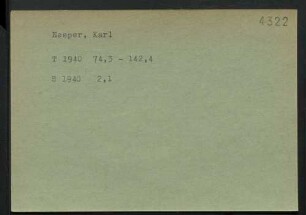 4322
Kemper, Karl
T 1940 74,3 - 142,4
S 1940 2,1